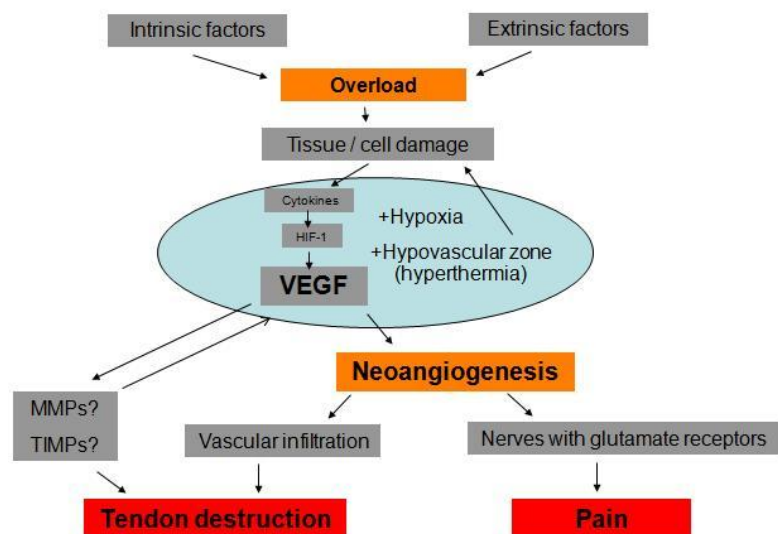 Intrinsic factors
Extrinsic factors
Overload
Tissue / cell damage
Cytokines
+Hypoxia
HIF-1
+Hypovascular zone
(hyperthermia)
VEGF
Neoangiogenesis
MMPs?
TIMPs?
Vascular infiltration
Nerves with glutamate receptors
Tendon destruction
Pain